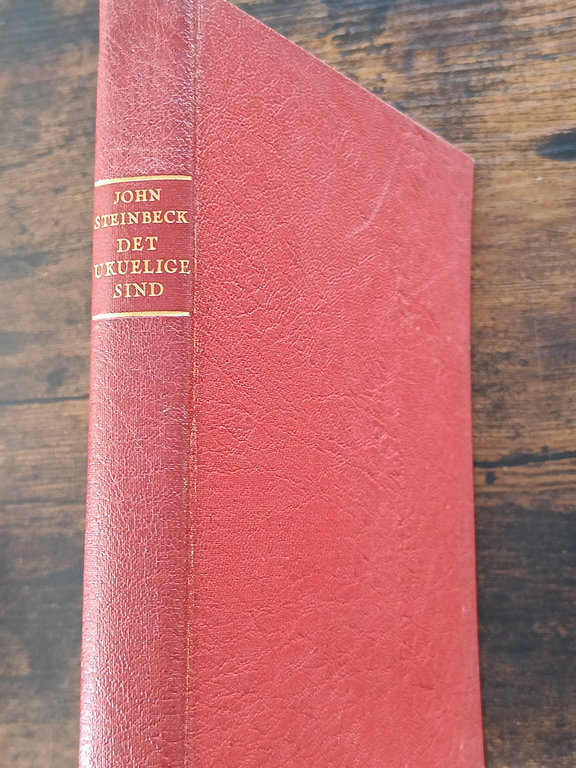 JOHN
STEINBECK
DET
UKUELIGE
SIND